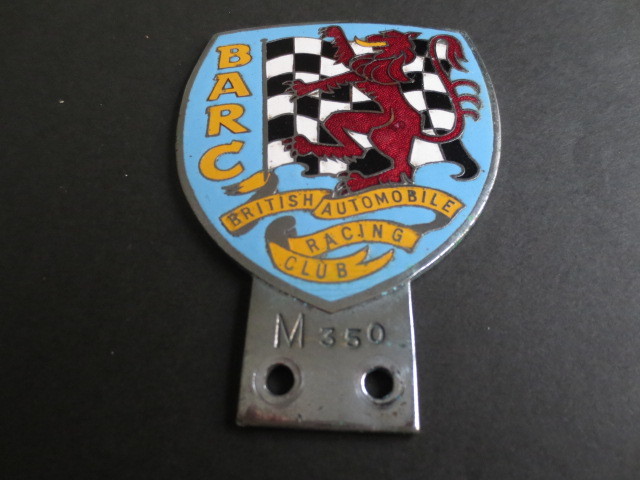 BARC
BRITISH AUTOMOBILE
RACING
CLUB
M 350